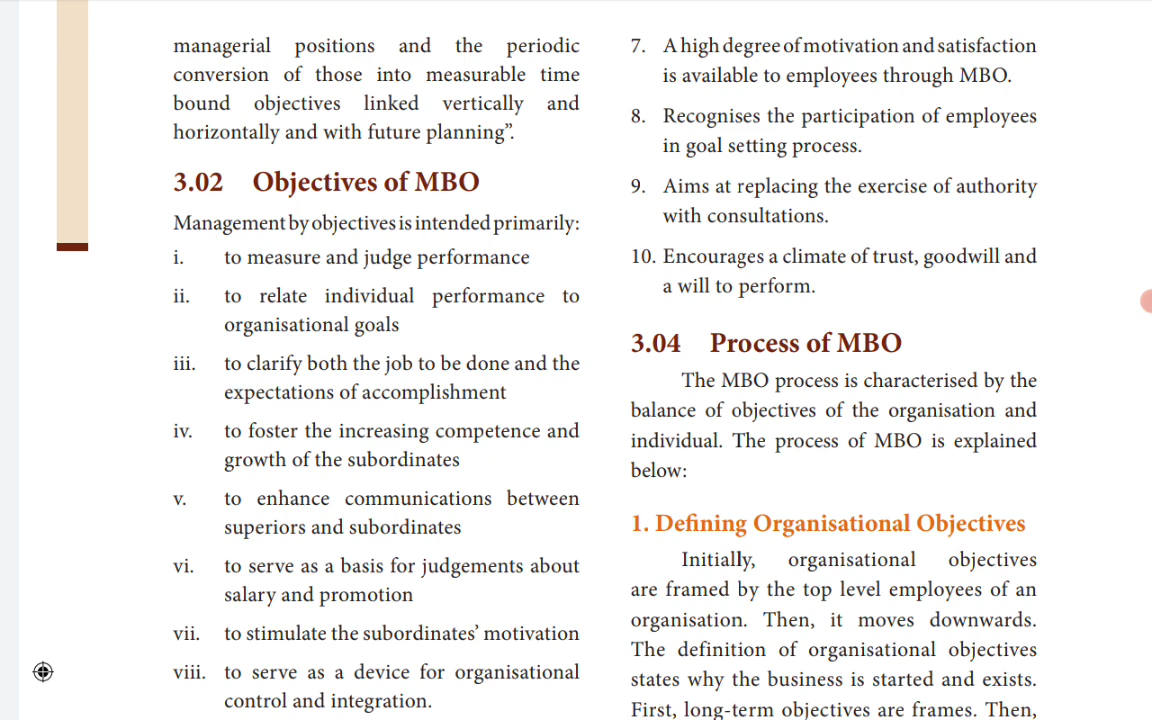 managerial positions and the periodic
conversion of those into measurable time
bound objectives linked vertically and
horizontally and with future planning”.
3.02 Objectives of MBO
Management by objectives is intended primarily:
i. to measure and judge performance
ii. to relate individual performance to
organisational goals
iii. to clarify both the job to be done and the
expectations of accomplishment
iv. to foster the increasing competence and
growth of the subordinates
v. to enhance communications between
superiors and subordinates
vi. to serve as a basis for judgements about
salary and promotion
vii. to stimulate the subordinates’ motivation
viii. to serve as a device for organisational
control and integration.
7. A high degree of motivation and satisfaction
is available to employees through MBO.
8. Recognises the participation of employees
in goal setting process.
9. Aims at replacing the exercise of authority
with consultations.
10. Encourages a climate of trust, goodwill and
a will to perform.
3.04 Process of MBO
The MBO process is characterised by the
balance of objectives of the organisation and
individual. The process of MBO is explained
below:
1. Defining Organisational Objectives
Initially, organisational objectives
are framed by the top level employees of an
organisation. Then, it moves downwards.
The definition of organisational objectives
states why the business is started and exists.
First, long-term objectives are frames. Then,